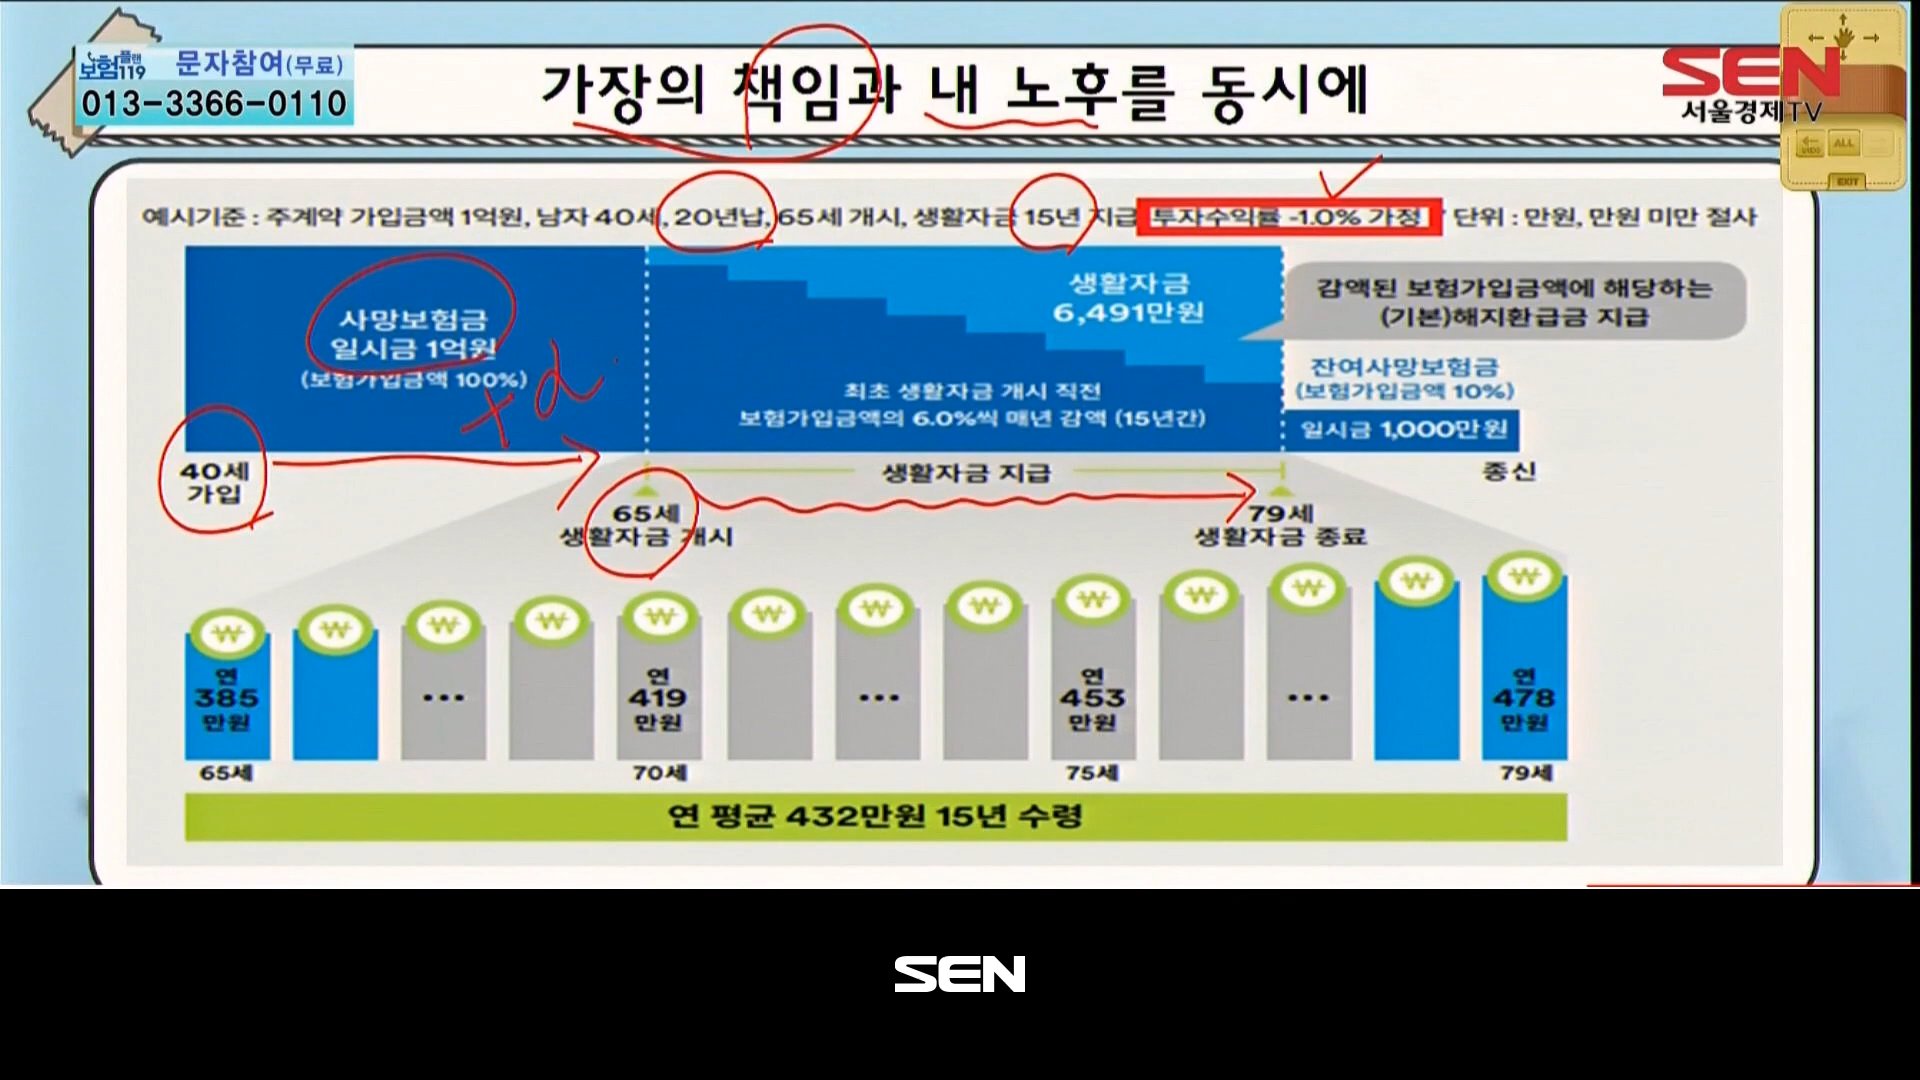 보험플랜119
문자참여(무료)
013-3366-0110
가장의 책임과 내 노후를 동시에
SEN
서울경제TV
ALL
EXIT
예시기준 : 주계약 가입금액 1억원, 남자 40세, 20년납, 65세 개시, 생활자금 15년 지급 투자수익률 -1.0% 가정 단위 : 만원, 만원 미만 절사
사망보험금
일시금 1억원
(보험가입금액 100%)
+α
생활자금
6,491만원
최초 생활자금 개시 직전
보험가입금액의 6.0%씩 매년 감액 (15년간)
감액된 보험가입금액에 해당하는
(기본)해지환급금 지급
잔여사망보험금
(보험가입금액 10%)
일시금 1,000만원
40세
가입
생활자금 지급
종신
65세
생활자금 개시
79세
생활자금 종료
연
385
만원
...
연
419
만원
...
연
453
만원
...
연
478
만원
65세
70세
75세
79세
연 평균 432만원 15년 수령
SEN